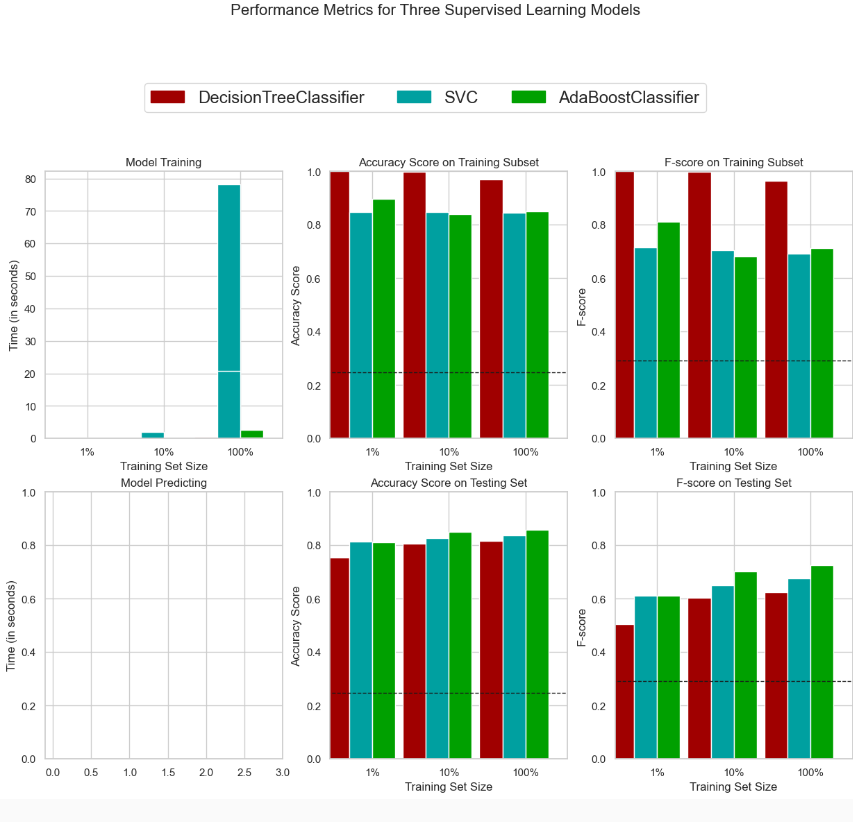 Performance Metrics for Three Supervised Learning Models
DecisionTreeClassifier SVC AdaBoostClassifier
Model Training
Time (in seconds)
80
70
60
50
40
30
20
10
0
1% 10% 100%
Training Set Size
Accuracy Score on Training Subset
Accuracy Score
1.0
0.8
0.6
0.4
0.2
0.0
1% 10% 100%
Training Set Size
F-score on Training Subset
F-score
1.0
0.8
0.6
0.4
0.2
0.0
1% 10% 100%
Training Set Size
Model Predicting
Time (in seconds)
1.0
0.8
0.6
0.4
0.2
0.0
0.0 0.5 1.0 1.5 2.0 2.5 3.0
Accuracy Score on Testing Set
Accuracy Score
1.0
0.8
0.6
0.4
0.2
0.0
1% 10% 100%
Training Set Size
F-score on Testing Set
F-score
1.0
0.8
0.6
0.4
0.2
0.0
1% 10% 100%
Training Set Size